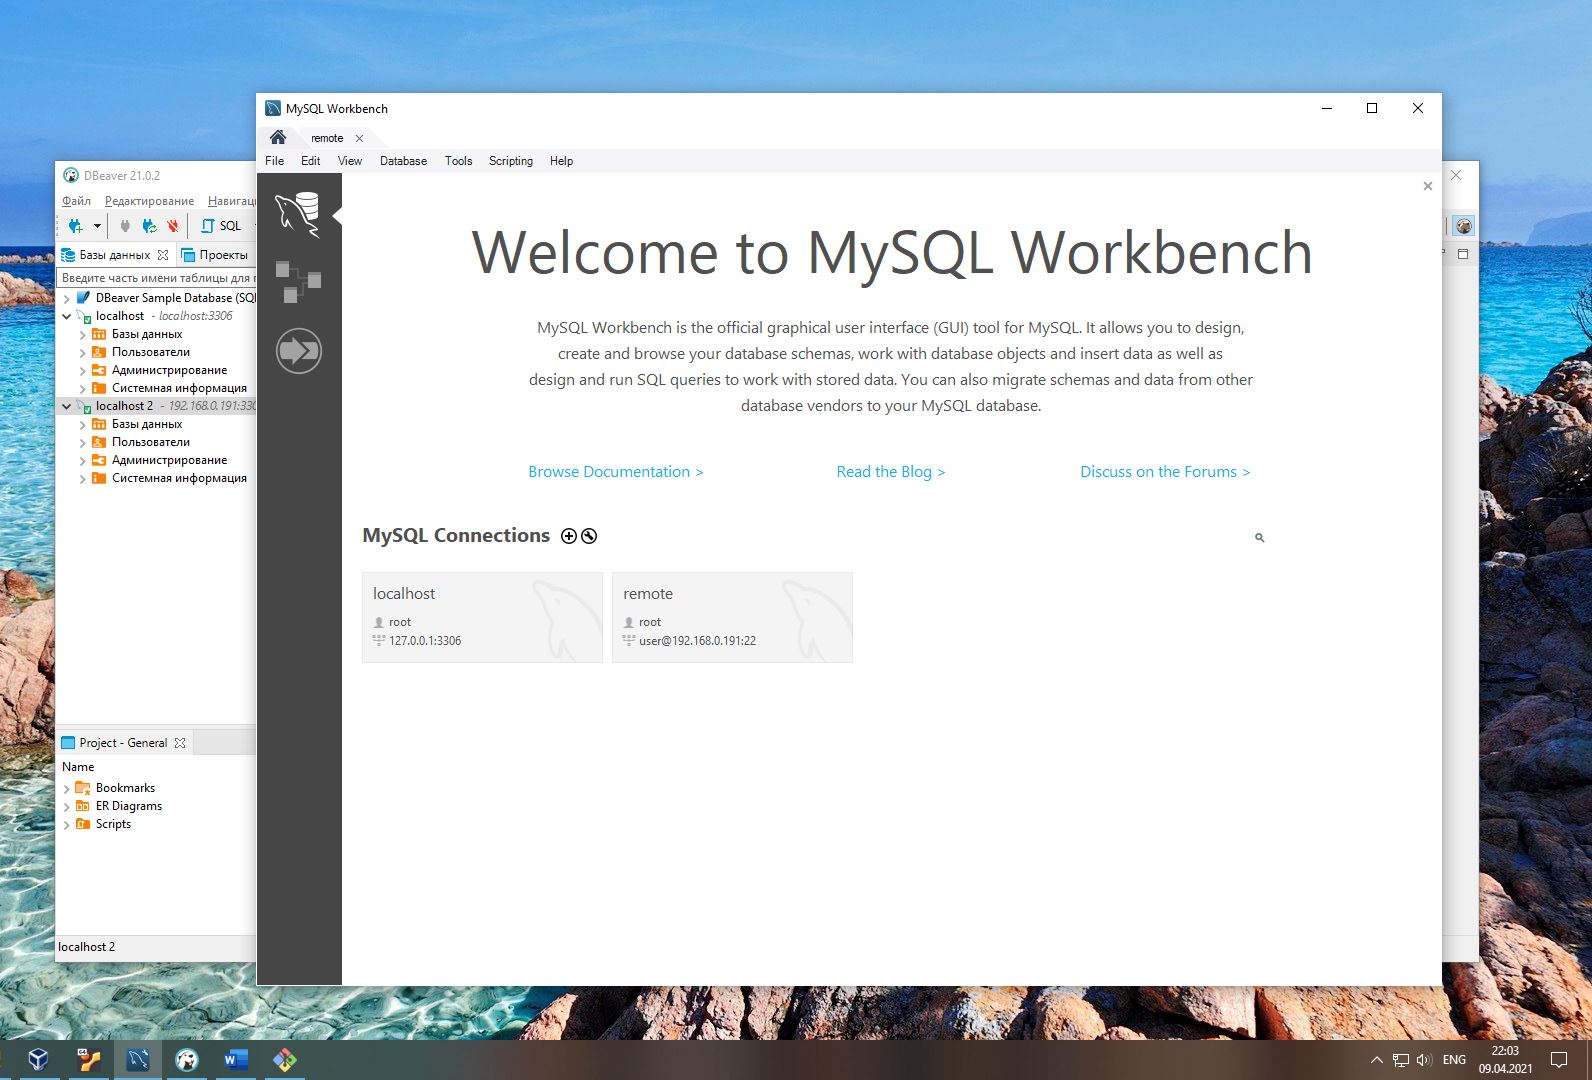 MySQL Workbench
remote
File Edit View Database Tools Scripting Help
Welcome to MySQL Workbench
MySQL Workbench is the official graphical user interface (GUI) tool for MySQL. It allows you to design,
create and browse your database schemas, work with database objects and insert data as well as
design and run SQL queries to work with stored data. You can also migrate schemas and data from other
database vendors to your MySQL database.
Browse Documentation > Read the Blog > Discuss on the Forums >
MySQL Connections
localhost
root
127.0.0.1:3306
remote
root
user@192.168.0.191:22
DBeaver 21.0.2
Файл Редактирование
SQL
Базы данных Проекты
Введите часть имени таблицы для
DBeaver Sample Database
localhost - localhost:3306
Базы данных
Пользователи
Администрирование
Системная информация
localhost 2 - 192.168.0.191:330
Базы данных
Пользователи
Администрирование
Системная информация
Project - General
Name
Bookmarks
ER Diagrams
Scripts
localhost 2
ENG
22:03
09.04.2021